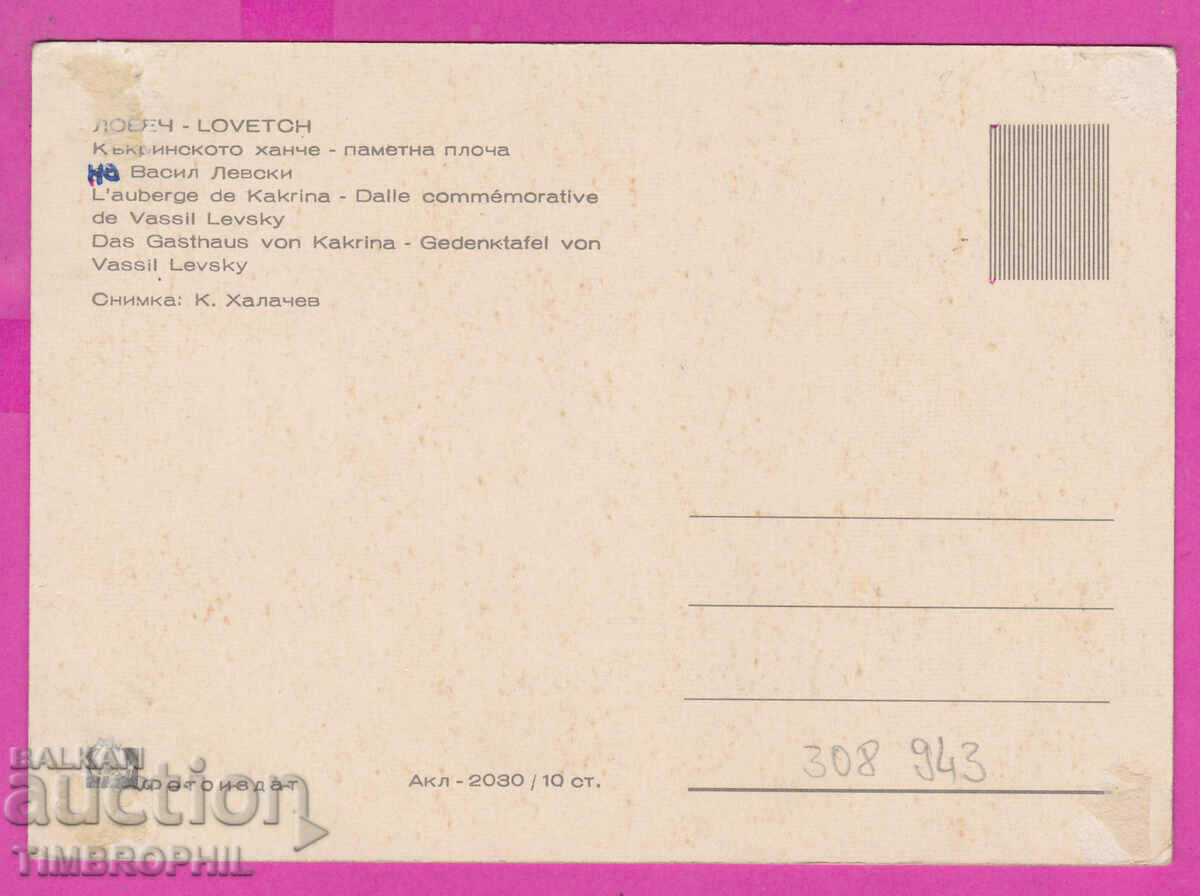 ЛОВЕЧ - LOVETCH
Къкринското ханче - паметна плоча
на Васил Левски
L'auberge de Kakrina - Dalle commémorative
de Vassil Levsky
Das Gasthaus von Kakrina - Gedenktafel von
Vassil Levsky
Снимка: К. Халачев
308 943
BALKAN
auction
Фотоиздат
Акл - 2030 / 10 ст.
TIMBROPHIL